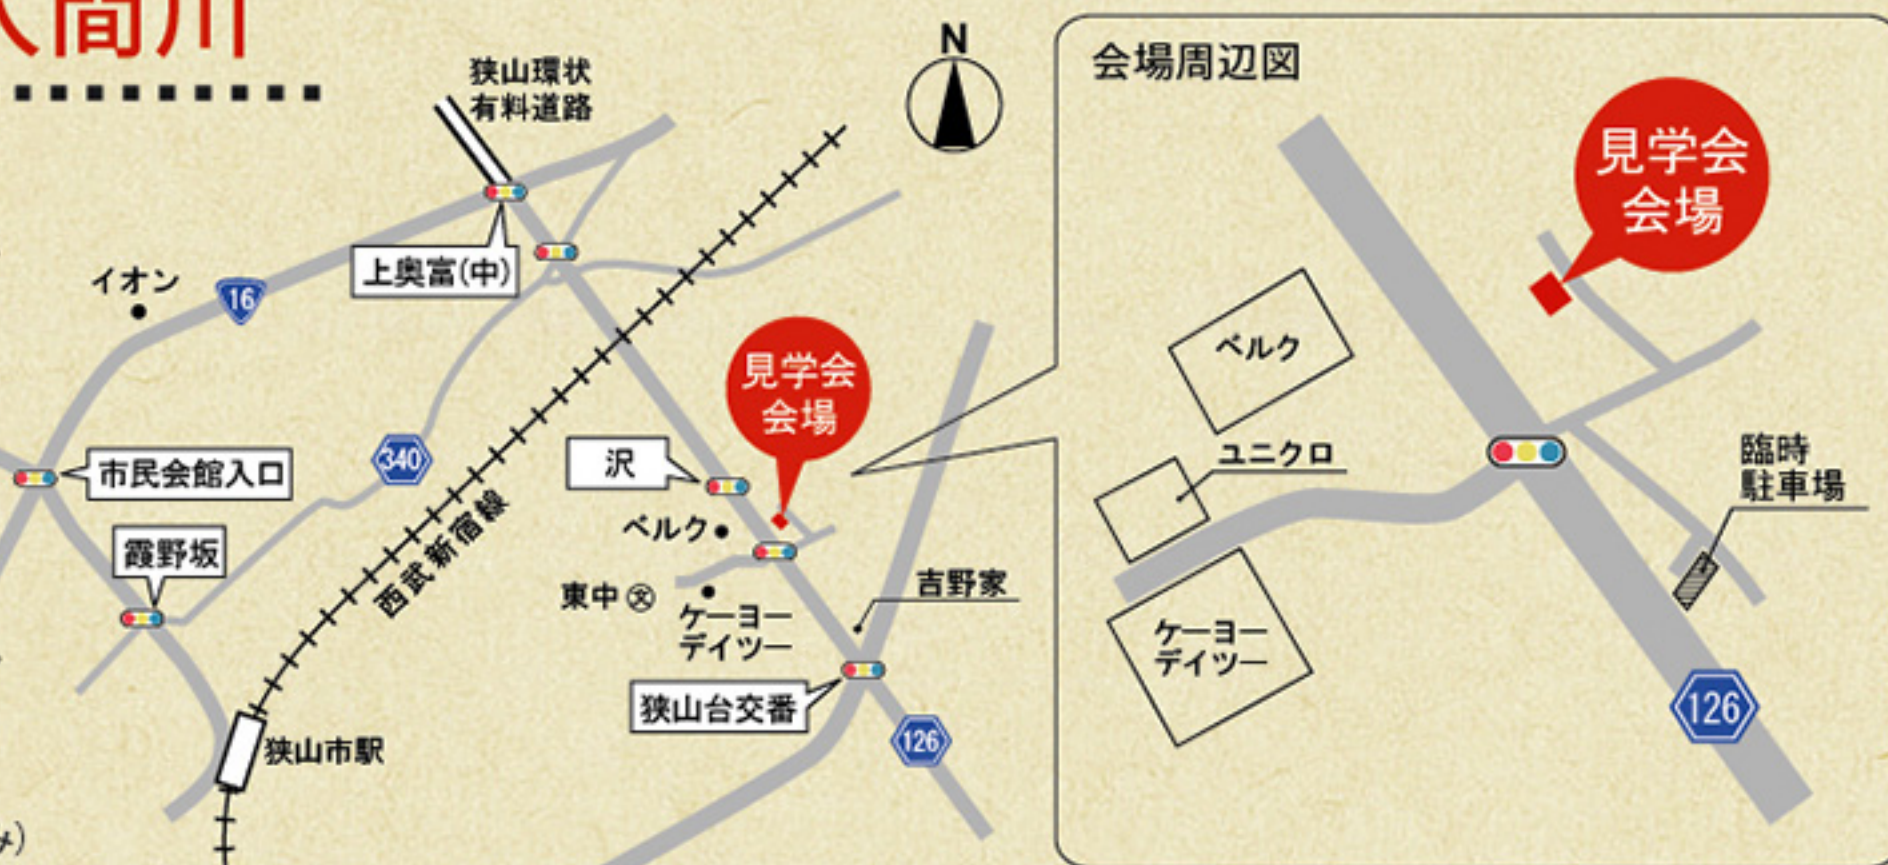 入間川
狭山環状
有料道路
N
イオン
16
上奥富(中)
見学会
会場
市民会館入口
340
沢
ベルク
霞野坂
西武新宿線
東中 文
ケーヨー
デイツー
吉野家
狭山台交番
126
狭山市駅
み)
会場周辺図
見学会
会場
ベルク
ユニクロ
臨時
駐車場
ケーヨー
デイツー
126